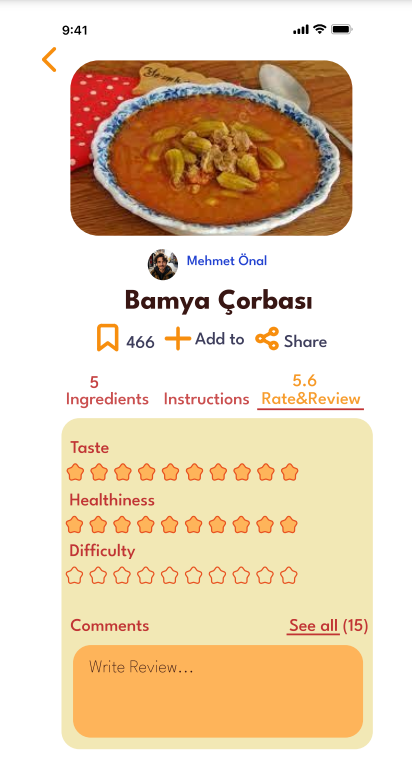 9:41
Mehmet Önal
Bamya Çorbası
466 Add to Share
5 5.6
Ingredients Instructions Rate&Review
Taste
Healthiness
Difficulty
Comments See all (15)
Write Review...